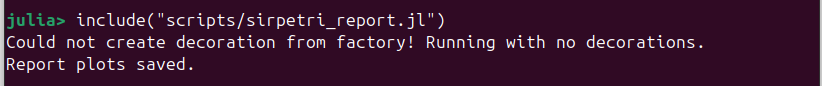 julia> include("scripts/sirpetri_report.jl")
Could not create decoration from factory! Running with no decorations.
Report plots saved.